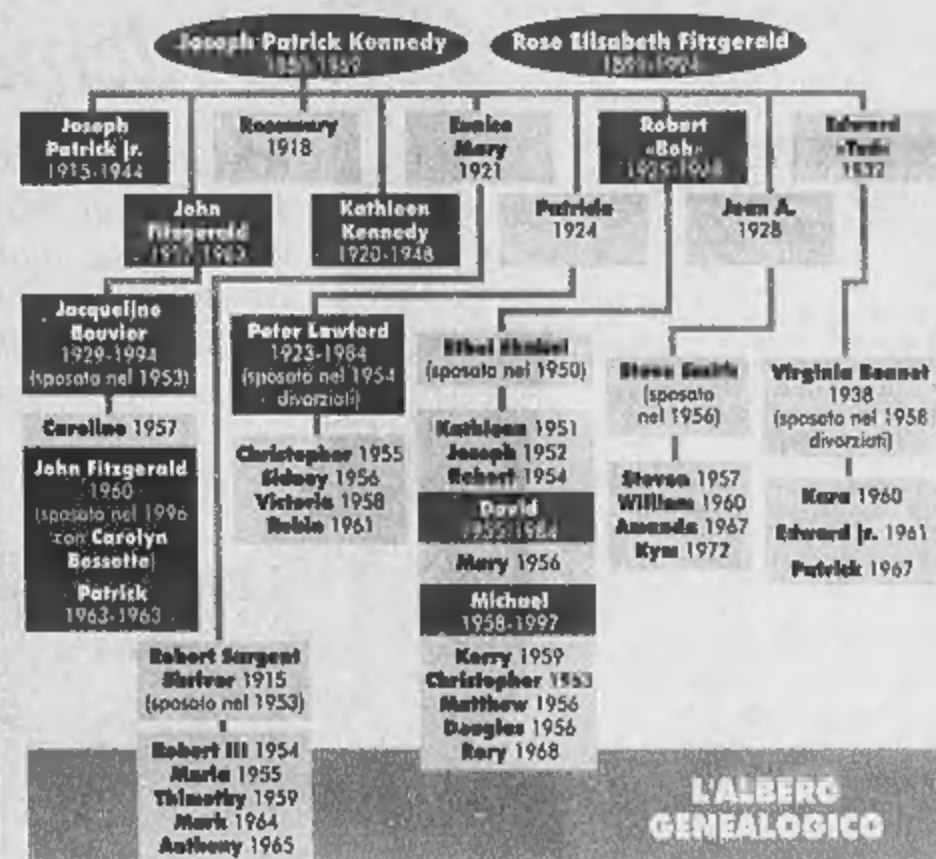 Joseph Patrick Kennedy
Rose Elisabeth Fitzgerald
Joseph
Patrick Jr.
1915-1944
Rosemary
1918
Eunice
Mary
1921
Robert
«Bob»
Edward
«Ted»
1932
John
Fitzgerald
Kathleen
Kennedy
1920-1948
Patricia
1924
Jean A.
1928
Jacqueline
Bouvier
1929-1994
(sposato nel 1953)
Peter Lawford
1923-1984
(sposato nel 1954
divorziati)
Ethel
(sposato nel 1950)
Steve Smith
(sposato
nel 1956)
Virginia Bennet
1938
(sposato nel 1958
divorziati)
Caroline 1957
John Fitzgerald
1960
(sposato nel 1996
con Carolyn
Bessette)
Patrick
1963-1963
Christopher 1955
Sidney 1956
Victoria 1958
Robin 1961
Kathleen 1951
Joseph 1952
Robert 1954
David
1955-1984
Mary 1956
Michael
1958-1997
Kerry 1959
Christopher
Matthew 1956
Douglas 1956
Rory 1968
Steven 1957
William 1960
Amanda 1967
Kym 1972
Kara 1960
Edward Jr. 1961
Patrick 1967
Robert Sargent
Shriver 1915
(sposato nel 1953)
Robert III 1954
Maria 1955
Thimothy 1959
Mark 1964
Anthony 1965
L'ALBERO
GENEALOGICO